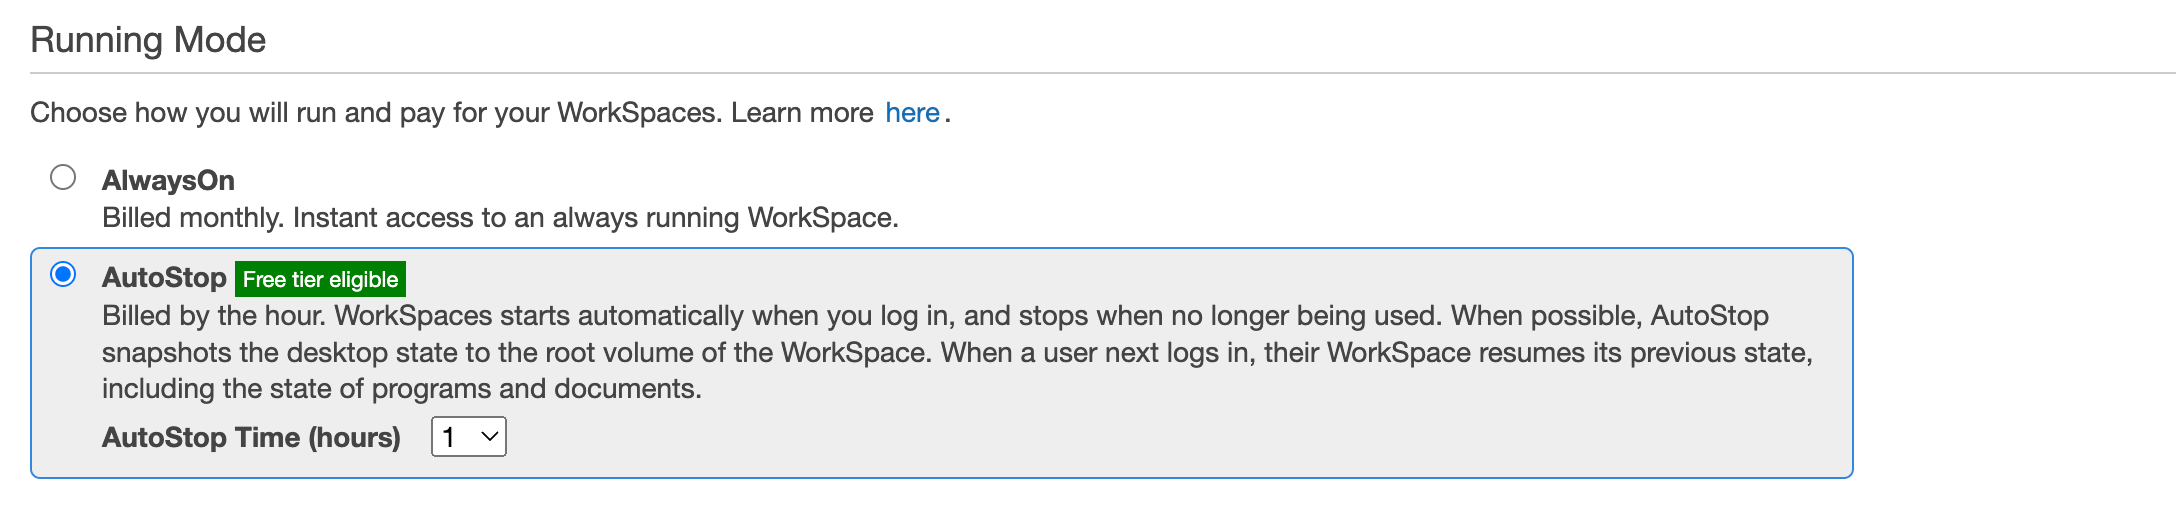 Running Mode
Choose how you will run and pay for your WorkSpaces. Learn more here.
AlwaysOn
Billed monthly. Instant access to an always running WorkSpace.
AutoStop Free tier eligible
Billed by the hour. WorkSpaces starts automatically when you log in, and stops when no longer being used. When possible, AutoStop
snapshots the desktop state to the root volume of the WorkSpace. When a user next logs in, their WorkSpace resumes its previous state,
including the state of programs and documents.
AutoStop Time (hours) 1